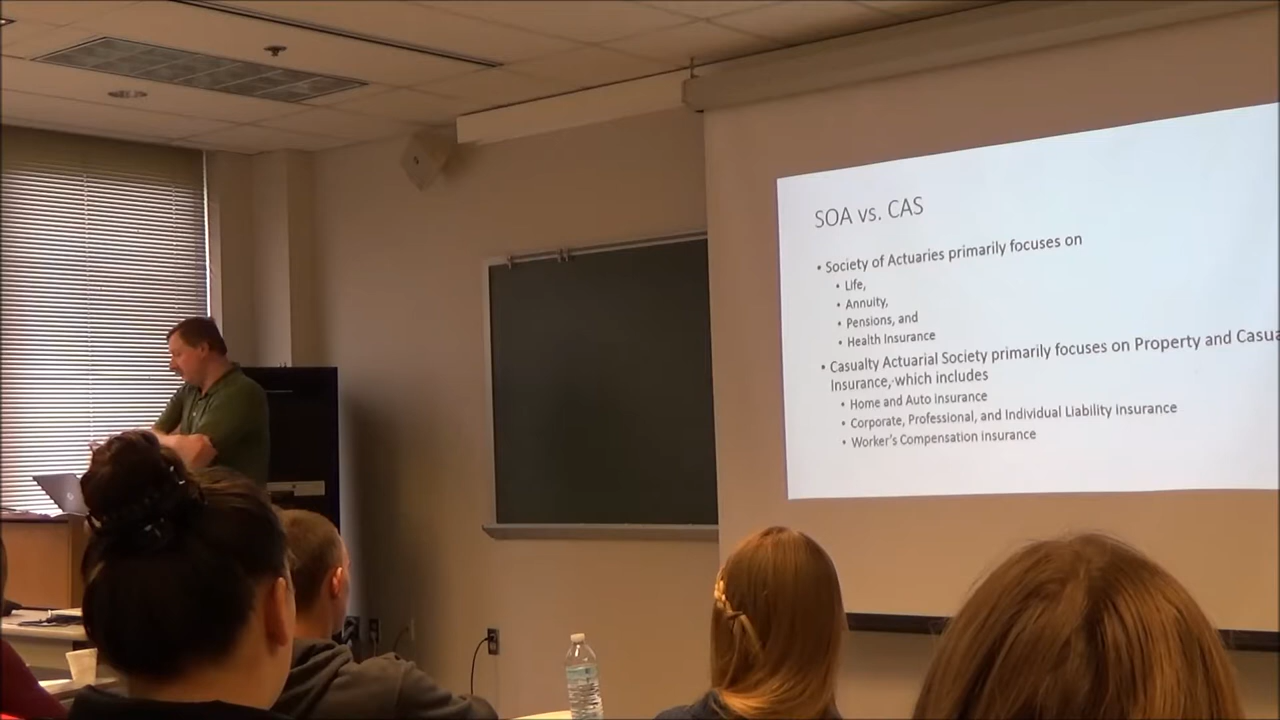 SOA vs. CAS
• Society of Actuaries primarily focuses on
• Life,
• Annuity,
• Pensions, and
• Health Insurance
• Casualty Actuarial Society primarily focuses on Property and Casua
Insurance, which includes
• Home and Auto insurance
• Corporate, Professional, and Individual Liability insurance
• Worker's Compensation insurance